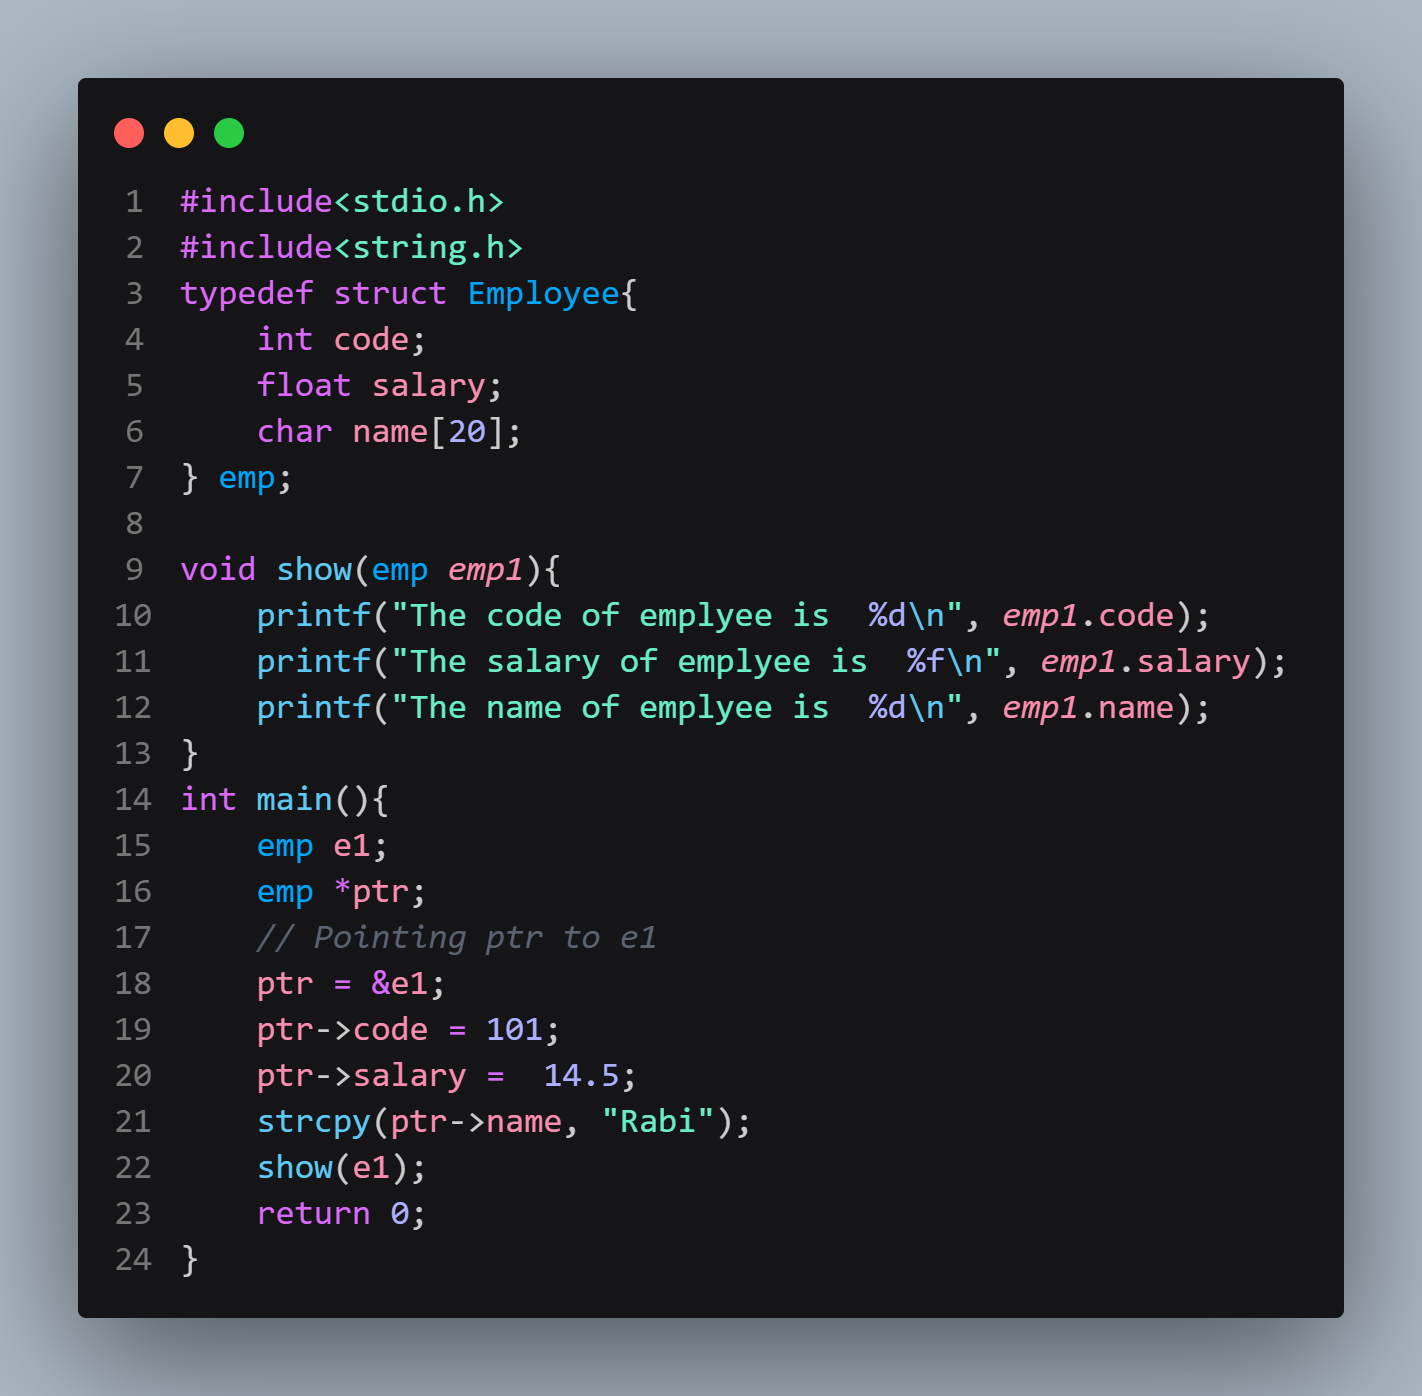 1 #include<stdio.h>
2 #include<string.h>
3 typedef struct Employee{
4     int code;
5     float salary;
6     char name[20];
7 } emp;
8
9 void show(emp emp1){
10     printf("The code of emplyee is  %d\n", emp1.code);
11     printf("The salary of emplyee is  %f\n", emp1.salary);
12     printf("The name of emplyee is  %d\n", emp1.name);
13 }
14 int main(){
15     emp e1;
16     emp *ptr;
17     // Pointing ptr to e1
18     ptr = &e1;
19     ptr->code = 101;
20     ptr->salary =  14.5;
21     strcpy(ptr->name, "Rabi");
22     show(e1);
23     return 0;
24 }